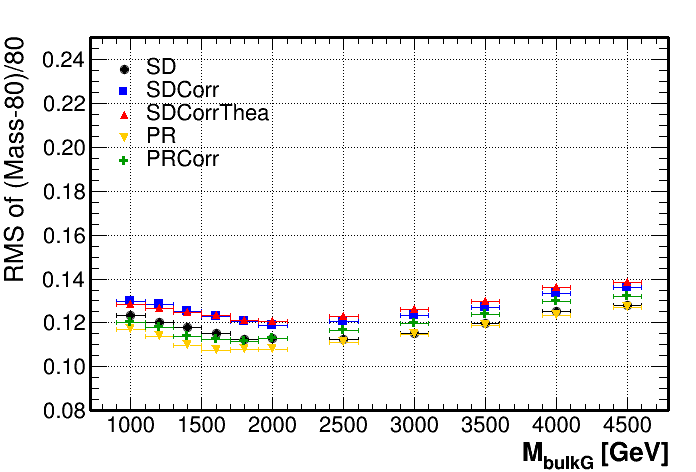 RMS of (Mass-80)/80
0.24
0.22
0.20
0.18
0.16
0.14
0.12
0.10
0.08
SD
SDCorr
SDCorrThea
PR
PRCorr
1000 1500 2000 2500 3000 3500 4000 4500
M_bulkG [GeV]